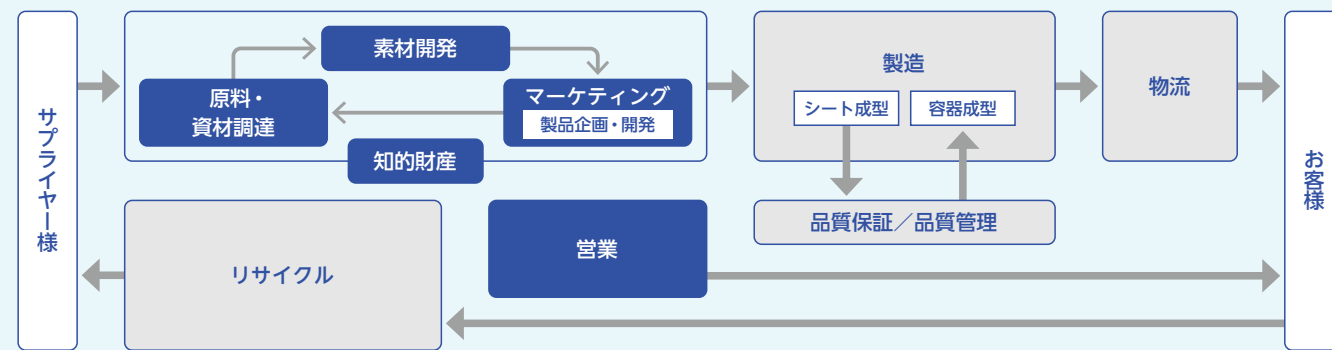 サプライヤー様
素材開発
原料・
資材調達
マーケティング
製品企画・開発
知的財産
製造
シート成型
容器成型
品質保証／品質管理
物流
お客様
リサイクル
営業